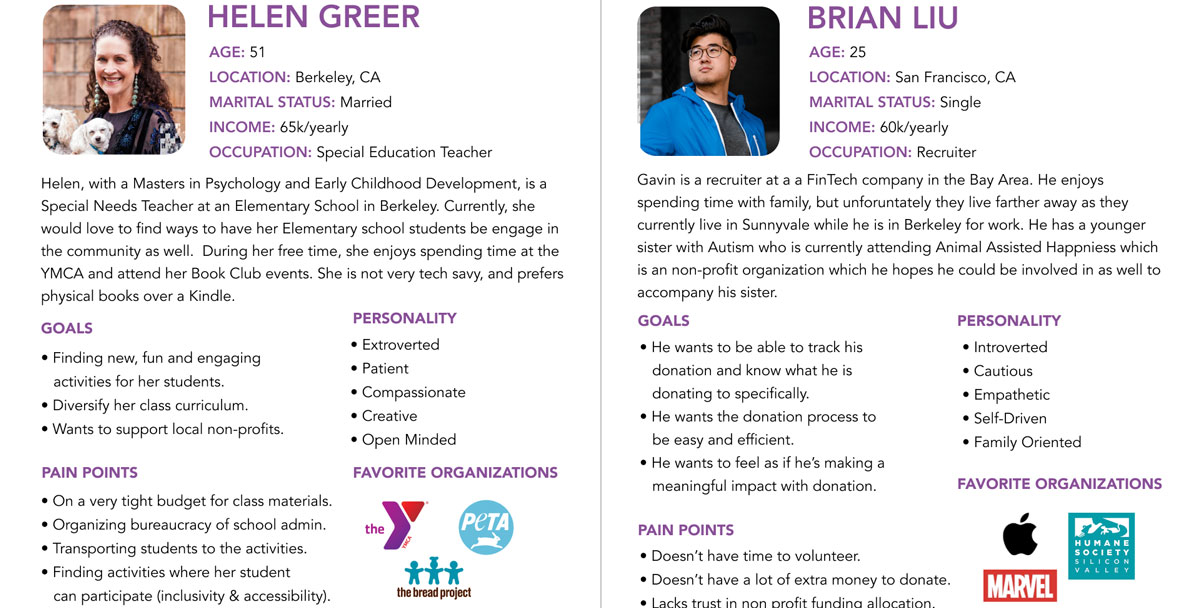 HELEN GREER
AGE: 51
LOCATION: Berkeley, CA
MARITAL STATUS: Married
INCOME: 65k/yearly
OCCUPATION: Special Education Teacher
Helen, with a Masters in Psychology and Early Childhood Development, is a
Special Needs Teacher at an Elementary School in Berkeley. Currently, she
would love to find ways to have her Elementary school students be engage in
the community as well.  During her free time, she enjoys spending time at the
YMCA and attend her Book Club events. She is not very tech savy, and prefers
physical books over a Kindle.
GOALS
• Finding new, fun and engaging
activities for her students.
• Diversify her class curriculum.
• Wants to support local non-profits.
PERSONALITY
• Extroverted
• Patient
• Compassionate
• Creative
• Open Minded
PAIN POINTS
• On a very tight budget for class materials.
• Organizing bureaucracy of school admin.
• Transporting students to the activities.
• Finding activities where her student
can participate (inclusivity & accessibility).
FAVORITE ORGANIZATIONS
the Y YMCA
PeTA
the bread project
BRIAN LIU
AGE: 25
LOCATION: San Francisco, CA
MARITAL STATUS: Single
INCOME: 60k/yearly
OCCUPATION: Recruiter
Gavin is a recruiter at a a FinTech company in the Bay Area. He enjoys
spending time with family, but unforuntately they live farther away as they
currently live in Sunnyvale while he is in Berkeley for work. He has a younger
sister with Autism who is currently attending Animal Assisted Happniess which
is an non-profit organization which he hopes he could be involved in as well to
accompany his sister.
GOALS
• He wants to be able to track his
donation and know what he is
donating to specifically.
• He wants the donation process to
be easy and efficient.
• He wants to feel as if he's making a
meaningful impact with donation.
PERSONALITY
• Introverted
• Cautious
• Empathetic
• Self-Driven
• Family Oriented
PAIN POINTS
• Doesn't have time to volunteer.
• Doesn't have a lot of extra money to donate.
• Lacks trust in non profit funding allocation.
FAVORITE ORGANIZATIONS
HUMANE
SOCIETY
SILICON
VALLEY
MARVEL